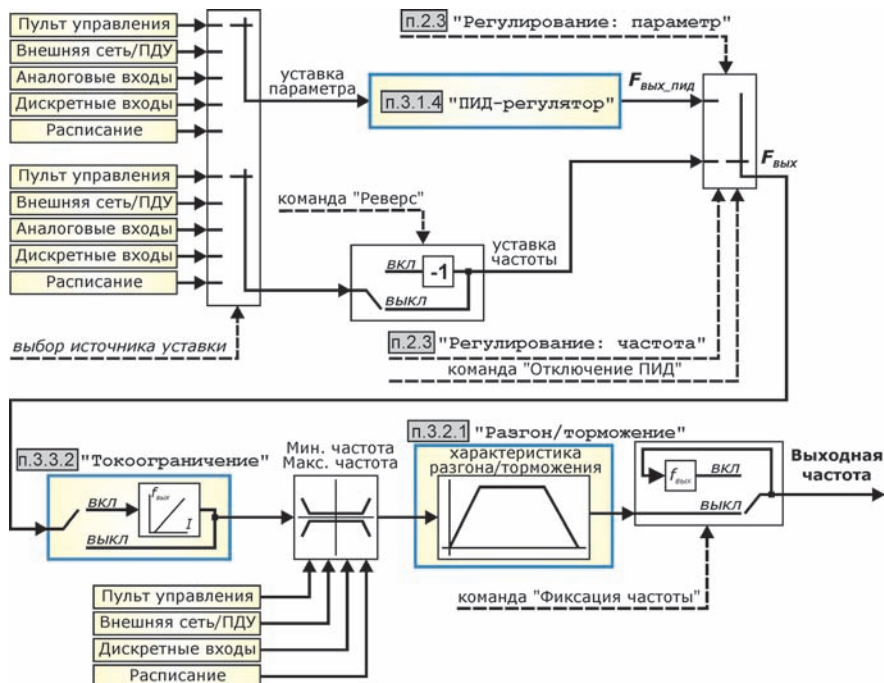 Пульт управления
Внешняя сеть/ПДУ
Аналоговые входы
Дискретные входы
Расписание
уставка
параметра
п.3.1.4 "ПИД-регулятор"
п.2.3 "Регулирование: параметр"
Fвых_пид
Fвых
Пульт управления
Внешняя сеть/ПДУ
Аналоговые входы
Дискретные входы
Расписание
команда "Реверс"
вкл
-1
выкл
уставка
частоты
выбор источника уставки
п.2.3 "Регулирование: частота"
команда "Отключение ПИД"
п.3.3.2 "Токоограничение"
вкл
fвых
I
выкл
Мин. частота
Макс. частота
п.3.2.1 "Разгон/торможение"
характеристика
разгона/торможения
fвых
вкл
выкл
Выходная
частота
команда "Фиксация частоты"
Пульт управления
Внешняя сеть/ПДУ
Дискретные входы
Расписание